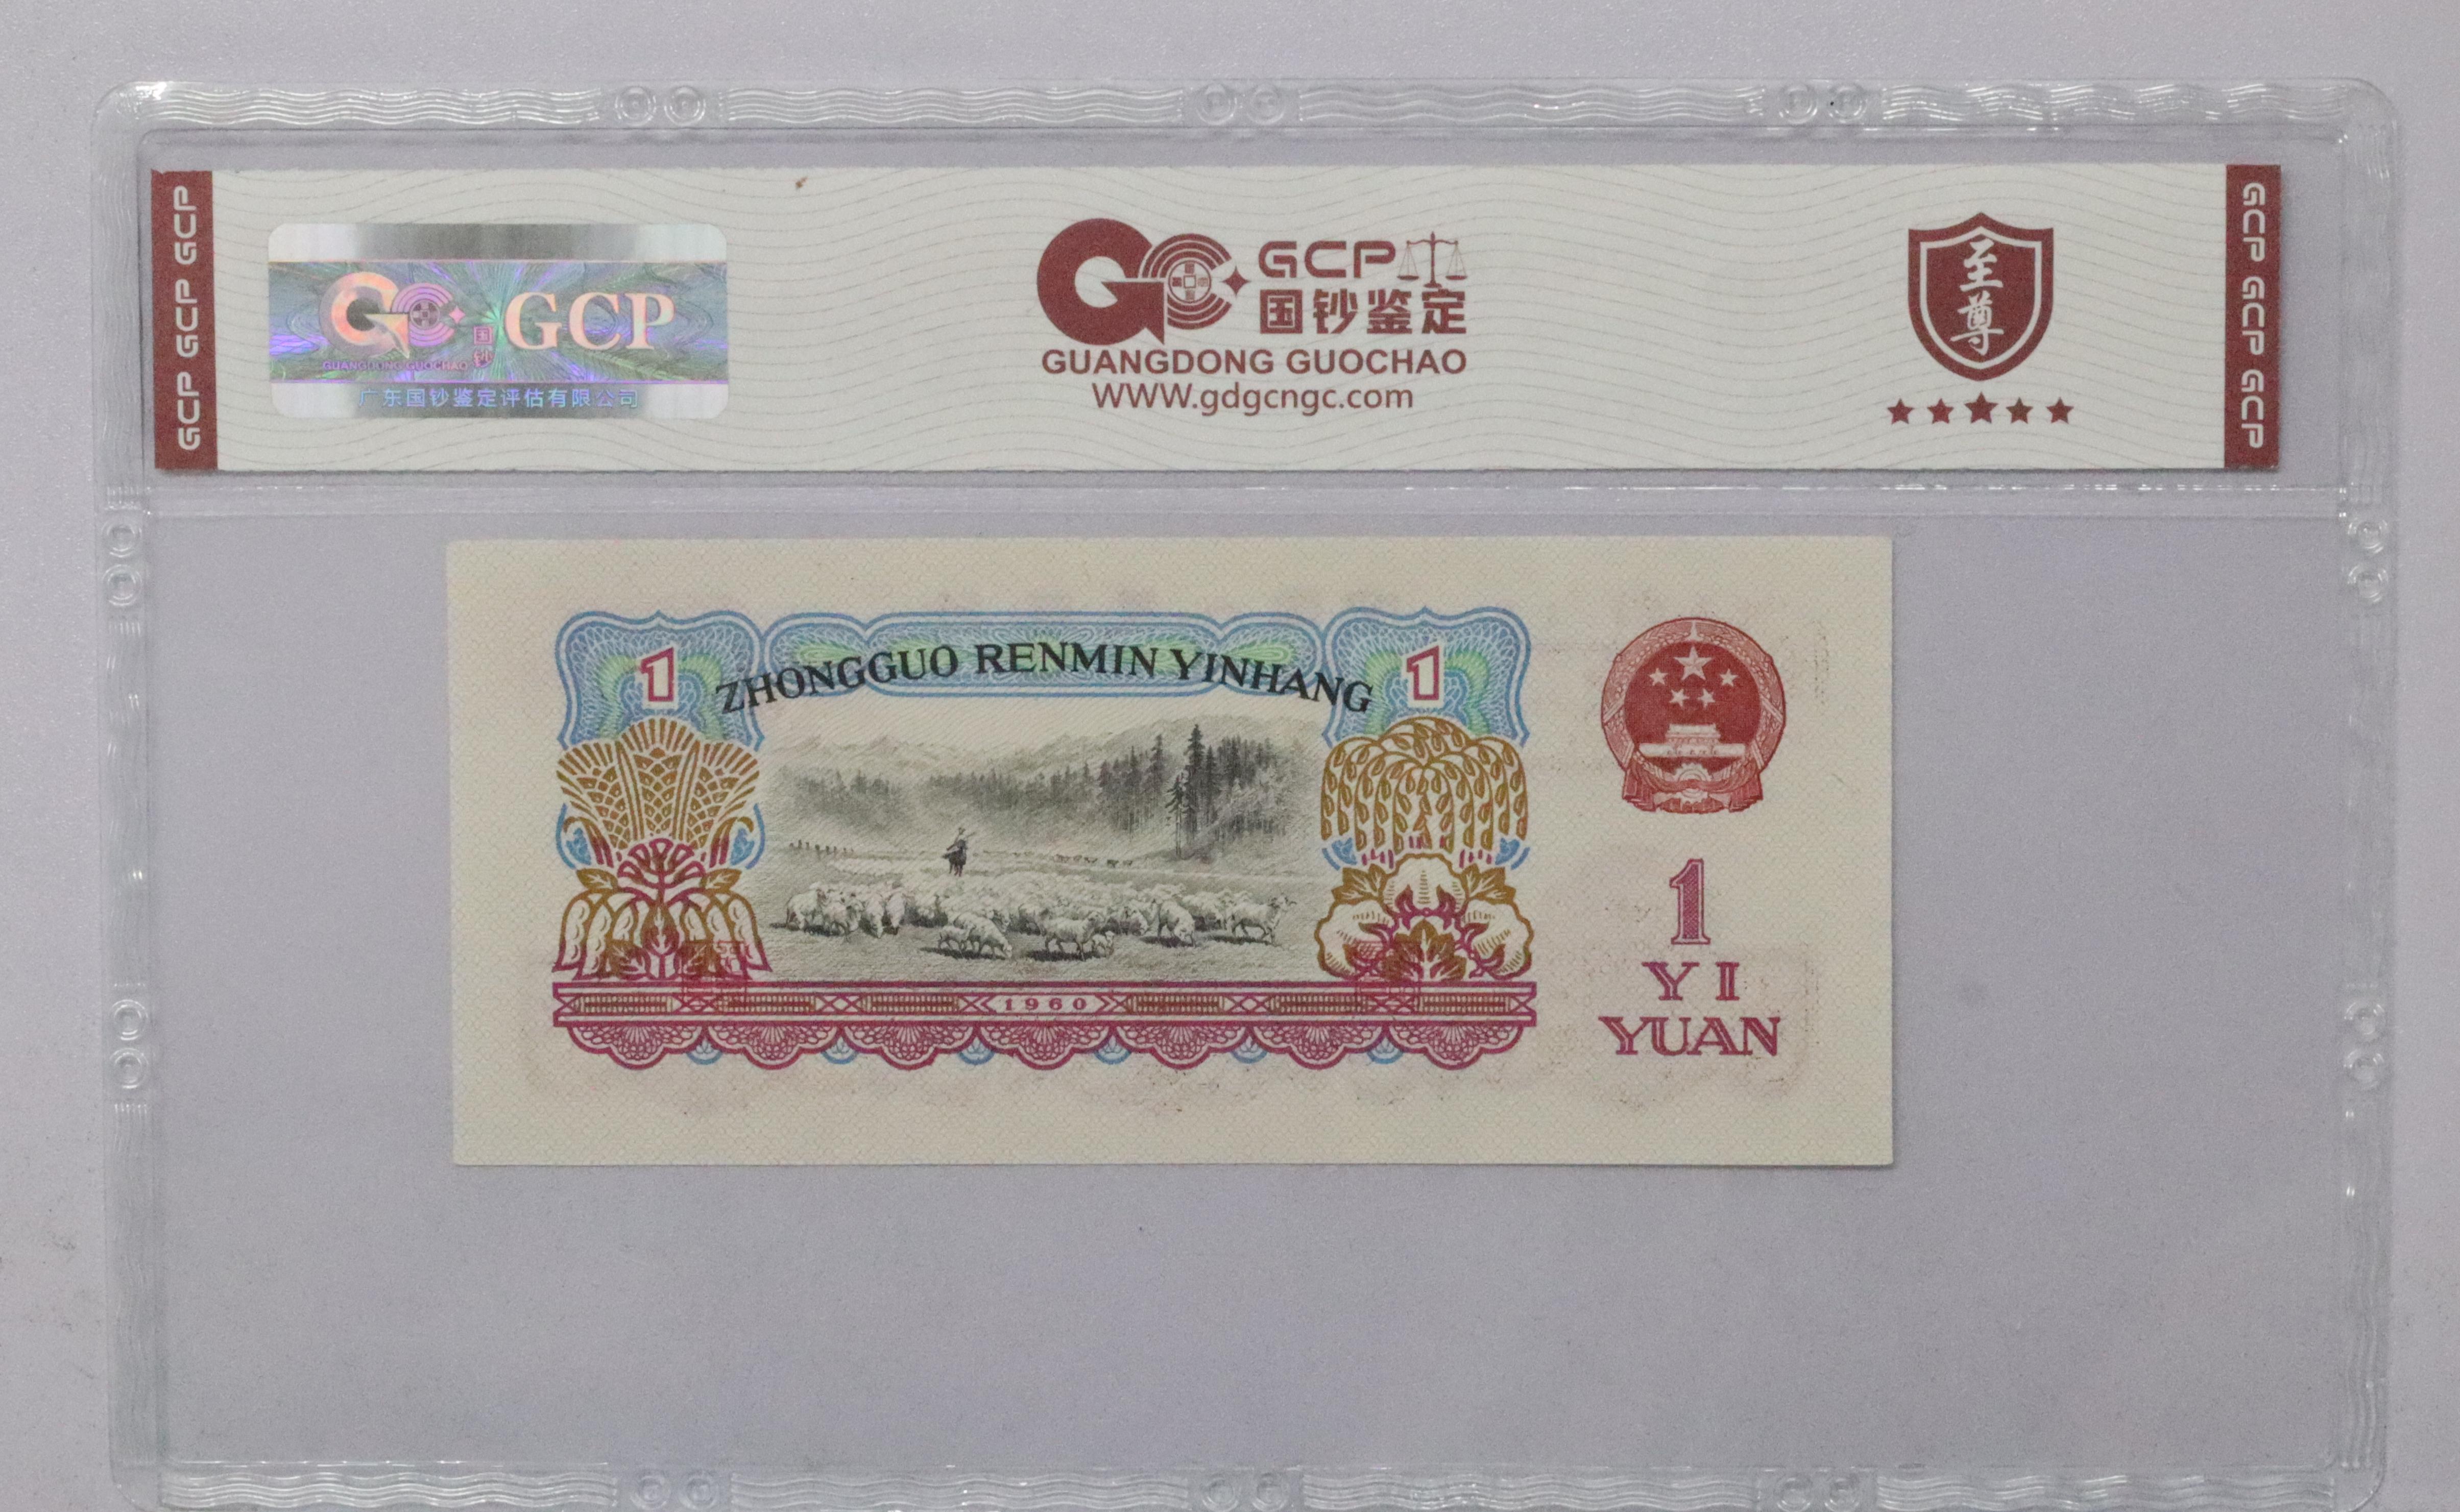 GCP GCP GCP
GCP
国钞
GUANGDONG GUOCHAO
广东国钞鉴定评估有限公司
GCP
国钞鉴定
GUANGDONG GUOCHAO
WWW.gdgcngc.com
至尊
GCP GCP GCP
ZHONGGUO RENMIN YINHANG
1
1
1960
1
YI
YUAN